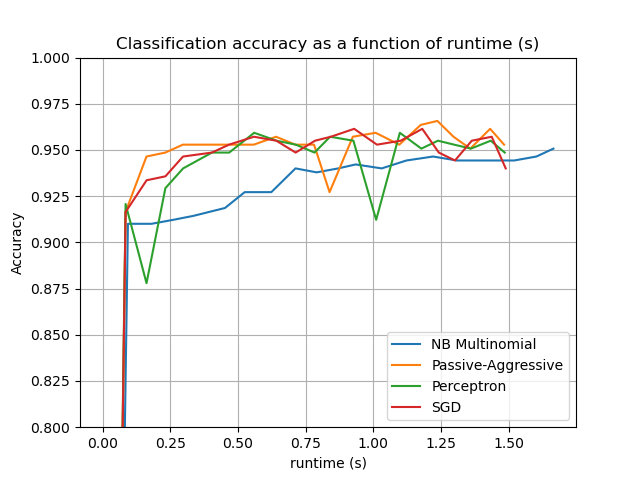 Classification accuracy as a function of runtime (s)
1.000
0.975
0.950
0.925
0.900
0.875
0.850
0.825
0.800
Accuracy
NB Multinomial
Passive-Aggressive
Perceptron
SGD
0.00 0.25 0.50 0.75 1.00 1.25 1.50
runtime (s)